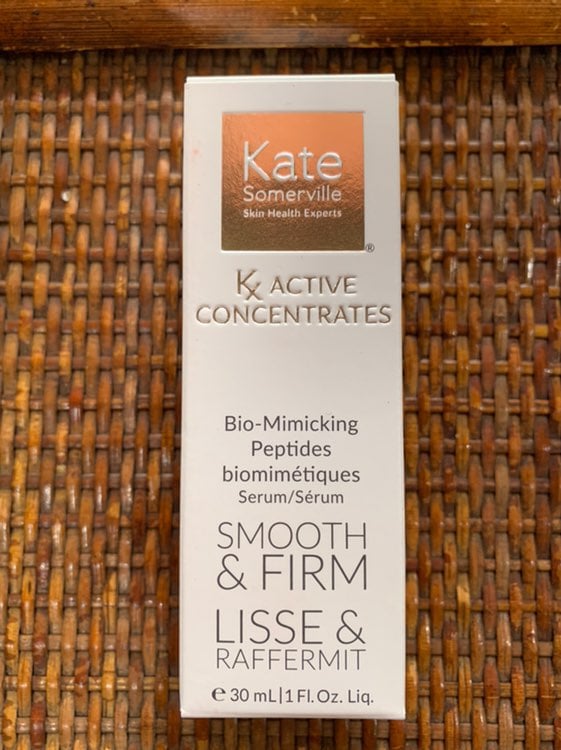 Kate
Somerville
Skin Health Experts
®
Kx ACTIVE
CONCENTRATES
Bio-Mimicking
Peptides
biomimétiques
Serum/Sérum
SMOOTH
& FIRM
LISSE &
RAFFERMIT
℮ 30 mL|1 Fl. Oz. Liq.